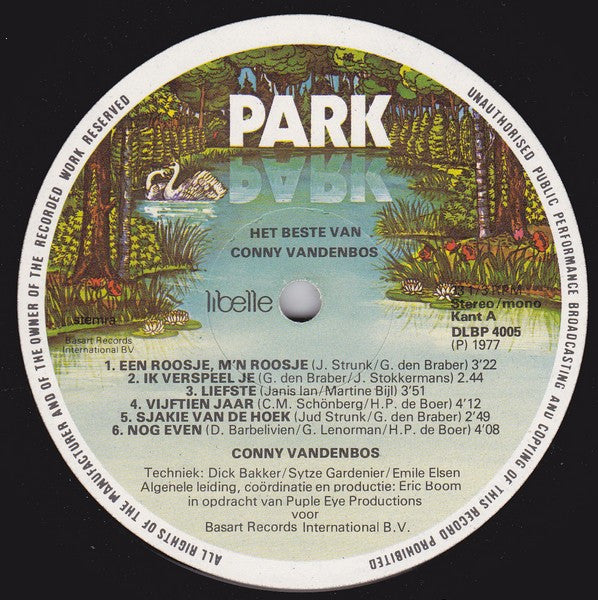 PARK
HET BESTE VAN
CONNY VANDENBOS
libelle
stemra
Basart Records
International BV
33 1/3 RPM
Stereo/mono
Kant A
DLBP 4005
(P) 1977
1. EEN ROOSJE, M'N ROOSJE (J. Strunk/G. den Braber) 3'22
2. IK VERSPEEL JE (G. den Braber/J. Stokkermans) 2.44
3. LIEFSTE (Janis Ian/Martine Bijl) 3'51
4. VIJFTIEN JAAR (C.M. Schönberg/H.P. de Boer) 4'12
5. SJAKIE VAN DE HOEK (Jud Strunk/G. den Braber) 2'49
6. NOG EVEN (D. Barbelivien/G. Lenorman/H.P. de Boer) 4'08
CONNY VANDENBOS
Techniek: Dick Bakker/Sytze Gardenier/Emile Elsen
Algehele leiding, coördinatie en productie: Eric Boom
in opdracht van Puple Eye Productions
voor
Basart Records International B.V.
ALL RIGHTS OF THE MANUFACTURER AND OF THE OWNER OF THE RECORDED WORK RESERVED
UNAUTHORISED PUBLIC PERFORMANCE BROADCASTING AND COPYING OF THIS RECORD PROHIBITED